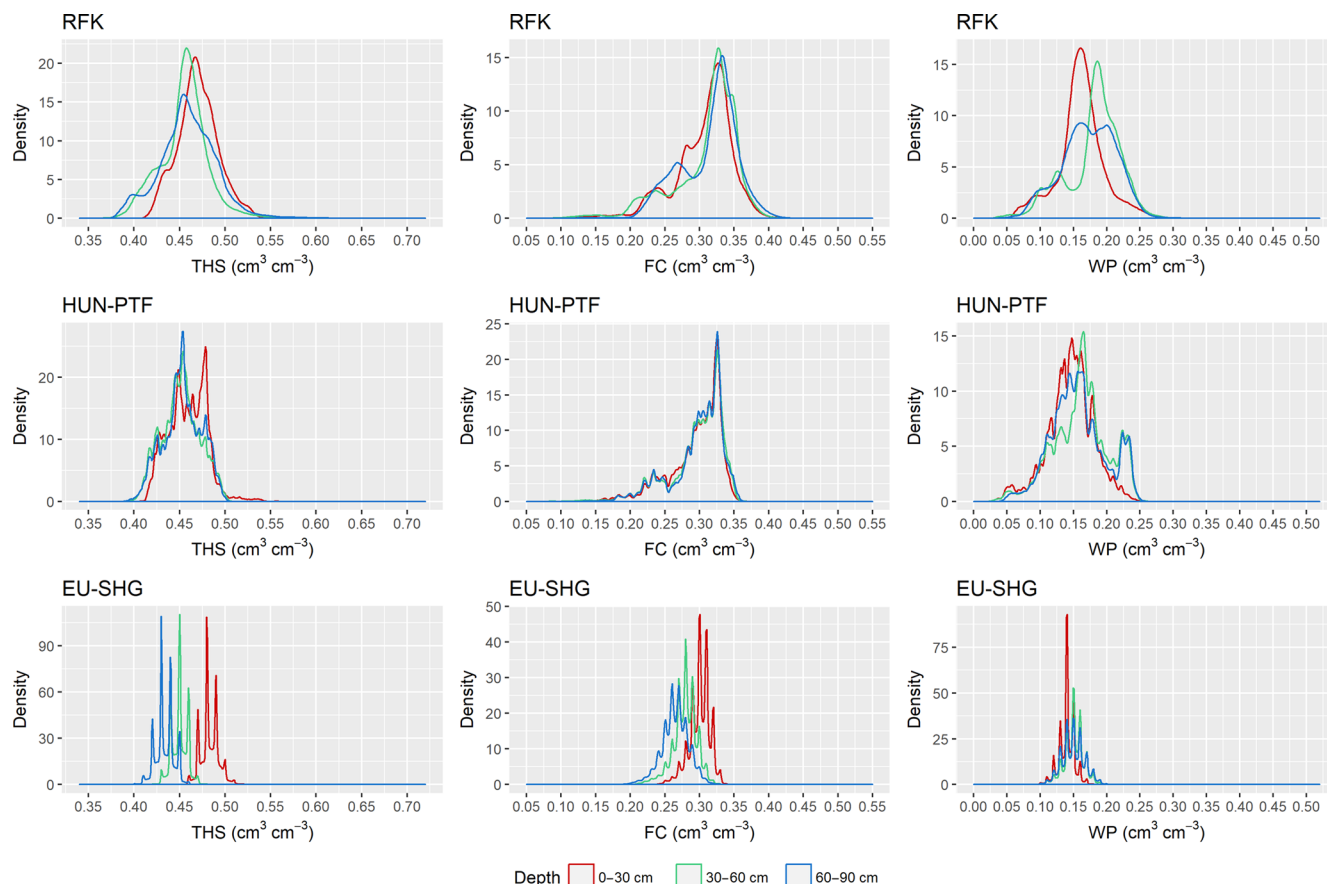 RFK
RFK
RFK
Density
20
15
10
5
0
0.35 0.40 0.45 0.50 0.55 0.60 0.65 0.70
THS (cm³ cm⁻³)
Density
15
10
5
0
0.05 0.10 0.15 0.20 0.25 0.30 0.35 0.40 0.45 0.50 0.55
FC (cm³ cm⁻³)
Density
15
10
5
0
0.00 0.05 0.10 0.15 0.20 0.25 0.30 0.35 0.40 0.45 0.50
WP (cm³ cm⁻³)
HUN-PTF
HUN-PTF
HUN-PTF
Density
20
10
0
0.35 0.40 0.45 0.50 0.55 0.60 0.65 0.70
THS (cm³ cm⁻³)
Density
25
20
15
10
5
0
0.05 0.10 0.15 0.20 0.25 0.30 0.35 0.40 0.45 0.50 0.55
FC (cm³ cm⁻³)
Density
15
10
5
0
0.00 0.05 0.10 0.15 0.20 0.25 0.30 0.35 0.40 0.45 0.50
WP (cm³ cm⁻³)
EU-SHG
EU-SHG
EU-SHG
Density
90
60
30
0
0.35 0.40 0.45 0.50 0.55 0.60 0.65 0.70
THS (cm³ cm⁻³)
Density
50
40
30
20
10
0
0.05 0.10 0.15 0.20 0.25 0.30 0.35 0.40 0.45 0.50 0.55
FC (cm³ cm⁻³)
Density
75
50
25
0
0.00 0.05 0.10 0.15 0.20 0.25 0.30 0.35 0.40 0.45 0.50
WP (cm³ cm⁻³)
Depth 0–30 cm 30–60 cm 60–90 cm